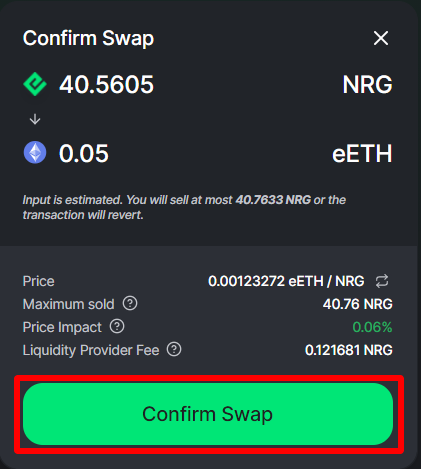 Confirm Swap
40.5605 NRG
0.05 eETH
Input is estimated. You will sell at most 40.7633 NRG or the
transaction will revert.
Price 0.00123272 eETH / NRG
Maximum sold ? 40.76 NRG
Price Impact ? 0.06%
Liquidity Provider Fee ? 0.121681 NRG
Confirm Swap